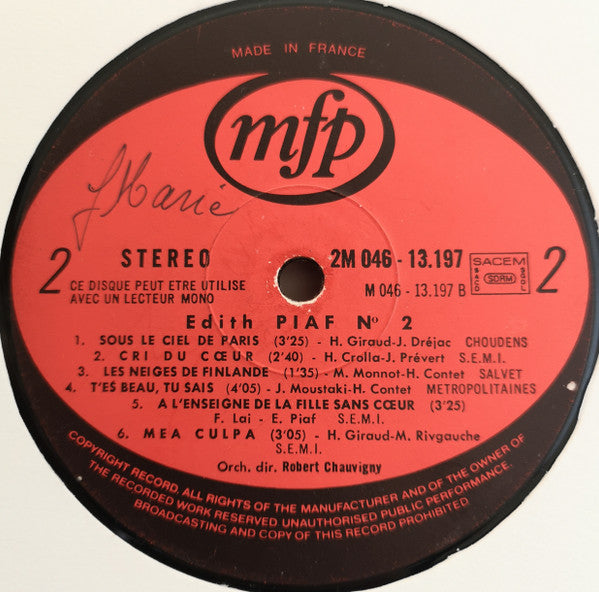 MADE IN FRANCE
mfp
J Marie
2
STEREO
2M 046 - 13.197
SACEM
SACD
SDRM
SGDL
2
CE DISQUE PEUT ETRE UTILISE
AVEC UN LECTEUR MONO
M 046 - 13.197 B
Edith PIAF Nº 2
1. SOUS LE CIEL DE PARIS (3'25) - H. Giraud-J. Dréjac CHOUDENS
2. CRI DU CŒUR (2'40) - H. Crolla-J. Prévert S.E.M.I.
3. LES NEIGES DE FINLANDE (1'35) - M. Monnot-H. Contet SALVET
4. T'ES BEAU, TU SAIS (4'05) - J. Moustaki-H. Contet METROPOLITAINES
5. A L'ENSEIGNE DE LA FILLE SANS CŒUR (3'25)
F. Lai - E. Piaf S.E.M.I.
6. MEA CULPA (3'05) - H. Giraud-M. Rivgauche
S.E.M.I.
Orch. dir. Robert Chauvigny
COPYRIGHT RECORD. ALL RIGHTS OF THE MANUFACTURER AND OF THE OWNER OF
THE RECORDED WORK RESERVED UNAUTHORISED PUBLIC PERFORMANCE.
BROADCASTING AND COPY OF THIS RECORD PROHIBITED